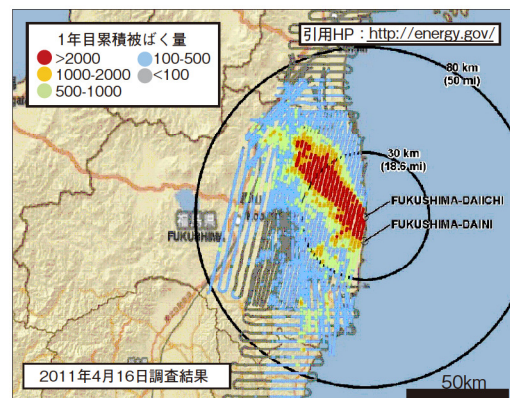 1年目累積被ばく量
>2000
100-500
1000-2000
<100
500-1000
引用HP：http://energy.gov/
80 km
(50 mi)
30 km
(18.6 mi)
FUKUSHIMA-DAIICHI
FUKUSHIMA-DAINI
福島県
FUKUSHIMA
2011年4月16日調査結果
50km